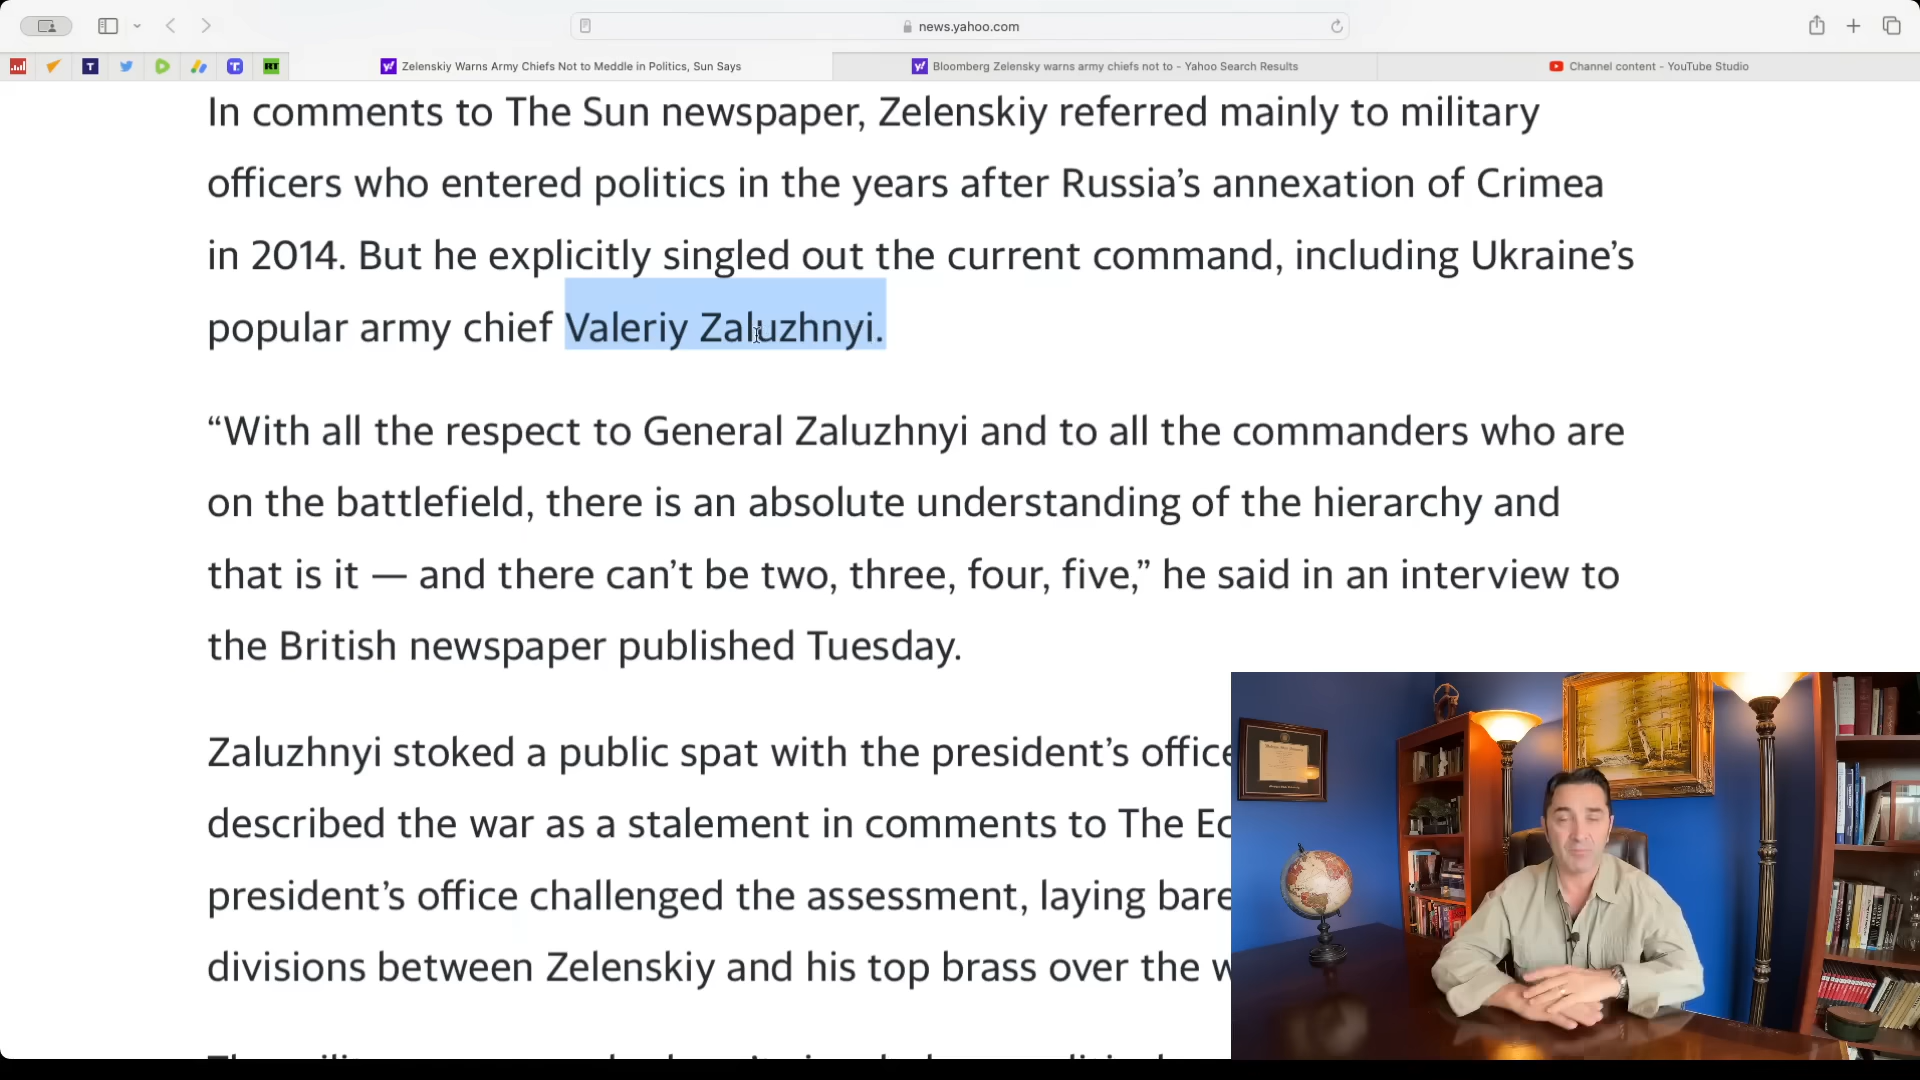 news.yahoo.com
Zelenskiy Warns Army Chiefs Not to Meddle in Politics, Sun Says
Bloomberg Zelensky warns army chiefs not to - Yahoo Search Results
Channel content - YouTube Studio
In comments to The Sun newspaper, Zelenskiy referred mainly to military
officers who entered politics in the years after Russia’s annexation of Crimea
in 2014. But he explicitly singled out the current command, including Ukraine’s
popular army chief Valeriy Zaluzhnyi.
“With all the respect to General Zaluzhnyi and to all the commanders who are
on the battlefield, there is an absolute understanding of the hierarchy and
that is it — and there can’t be two, three, four, five,” he said in an interview to
the British newspaper published Tuesday.
Zaluzhnyi stoked a public spat with the president’s office
described the war as a stalement in comments to The Ec
president’s office challenged the assessment, laying bare
divisions between Zelenskiy and his top brass over the w